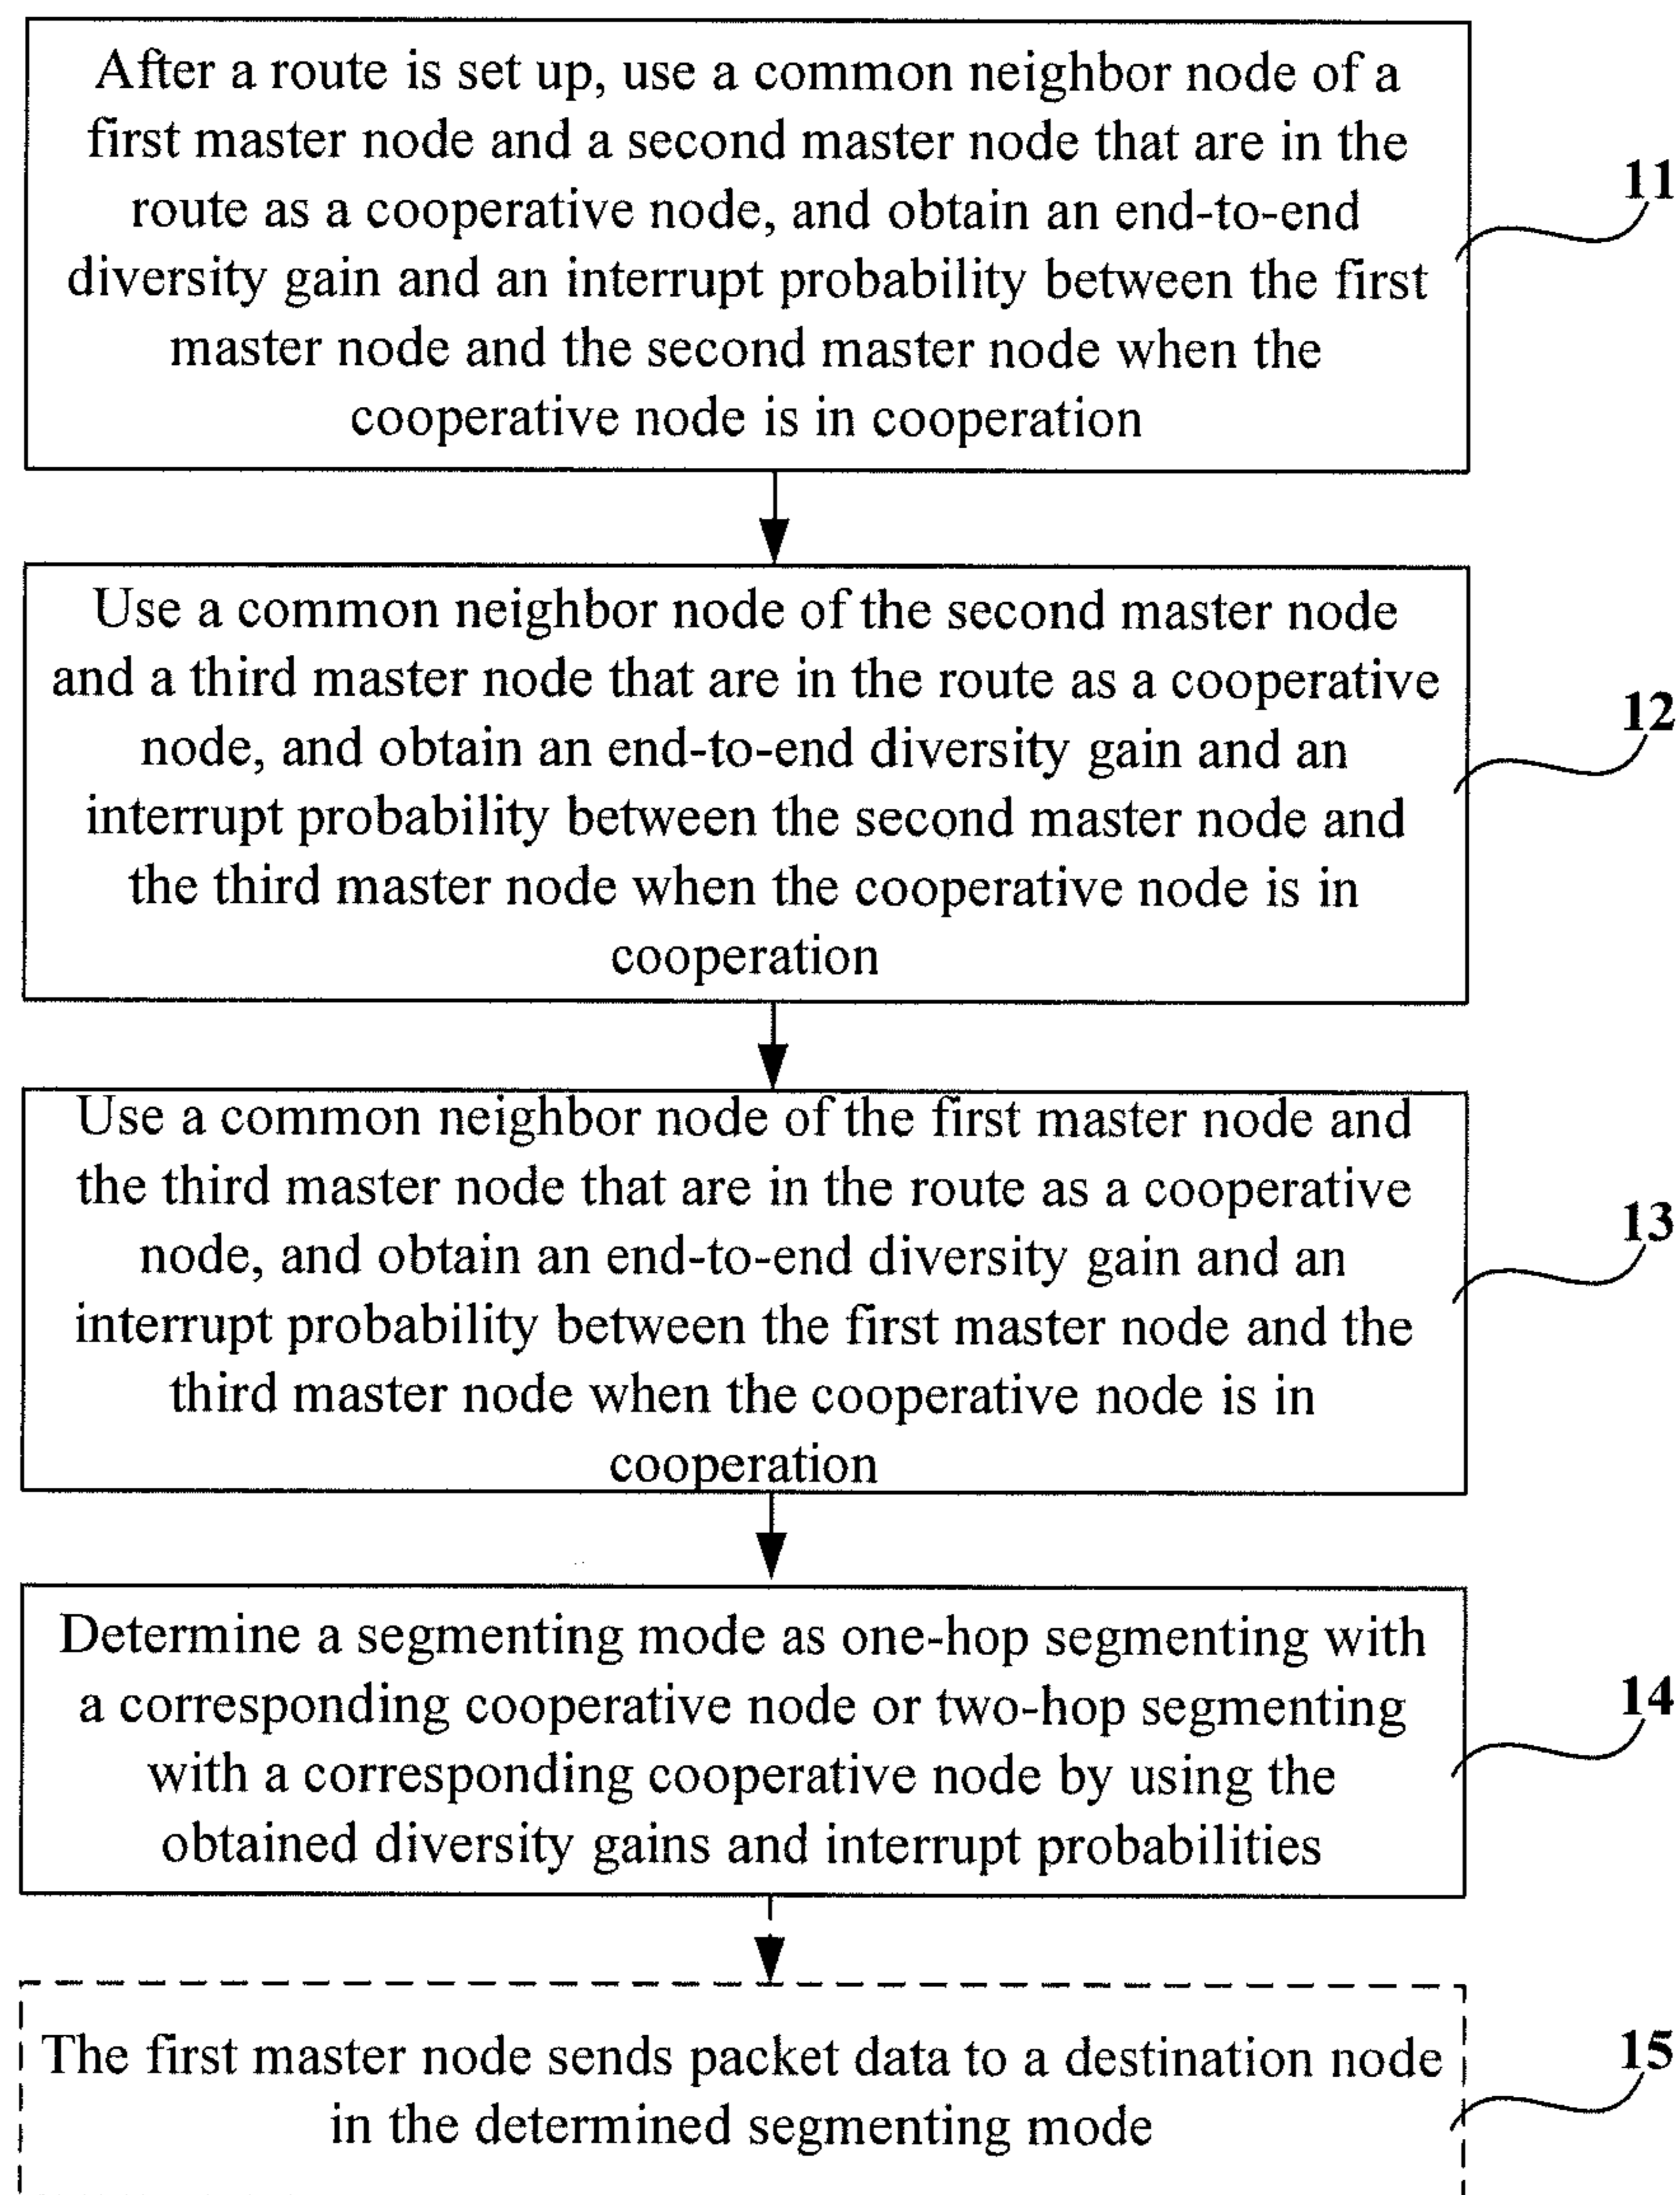 After a route is set up, use a common neighbor node of a
first master node and a second master node that are in the
route as a cooperative node, and obtain an end-to-end
diversity gain and an interrupt probability between the first
master node and the second master node when the
cooperative node is in cooperation
11
Use a common neighbor node of the second master node
and a third master node that are in the route as a cooperative
node, and obtain an end-to-end diversity gain and an
interrupt probability between the second master node and
the third master node when the cooperative node is in
cooperation
12
Use a common neighbor node of the first master node and
the third master node that are in the route as a cooperative
node, and obtain an end-to-end diversity gain and an
interrupt probability between the first master node and the
third master node when the cooperative node is in
cooperation
13
Determine a segmenting mode as one-hop segmenting with
a corresponding cooperative node or two-hop segmenting
with a corresponding cooperative node by using the
obtained diversity gains and interrupt probabilities
14
The first master node sends packet data to a destination node
in the determined segmenting mode
15